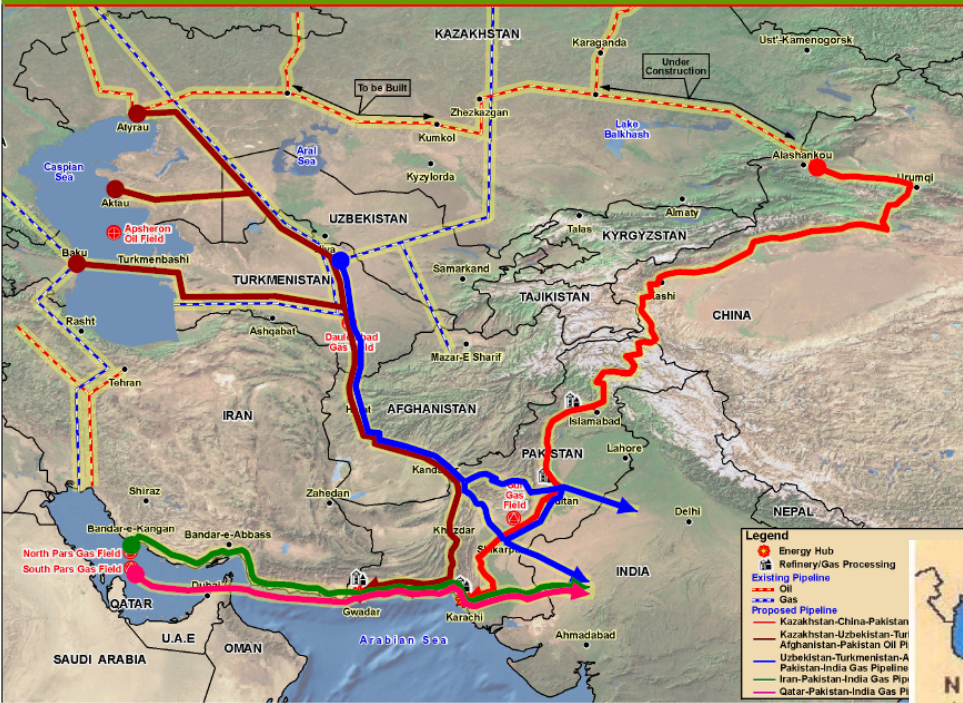 KAZAKHSTAN
Karaganda
Ust'-Kamenogorsk
Under
Construction
To be Built
Zhezkazgan
Atyrau
Kumkol
Lake
Balkhash
Aral
Sea
Alashankou
Caspian
Sea
Kyzylorda
Urumqi
Aktau
Almaty
UZBEKISTAN
Talas
Apsheron
Oil Field
KYRGYZSTAN
Baku
Turkmenbashi
Samarkand
TURKMENISTAN
TAJIKISTAN
CHINA
Rasht
Ashqabat
Gas
Mazar-E Sharif
Tehran
IRAN
AFGHANISTAN
Islamabad
PAKISTAN
Lahore
Shiraz
Zahedan
Gas
Field
Delhi
NEPAL
Bandar-e-Kangan
Bandar-e-Abbass
North Pars Gas Field
South Pars Gas Field
INDIA
QATAR
Gwadar
Karachi
U.A.E
OMAN
Arabian Sea
Ahmadabad
SAUDI ARABIA
Legend
Energy Hub
Refinery/Gas Processing
Existing Pipeline
Oil
Gas
Proposed Pipeline
Kazakhstan-China-Pakistan
Kazakhstan-Uzbekistan-Tur
Afghanistan-Pakistan Oil Pi
Uzbekistan-Turkmenistan-A
Pakistan-India Gas Pipeline
Iran-Pakistan-India Gas Pipe
Qatar-Pakistan-India Gas Pi
N